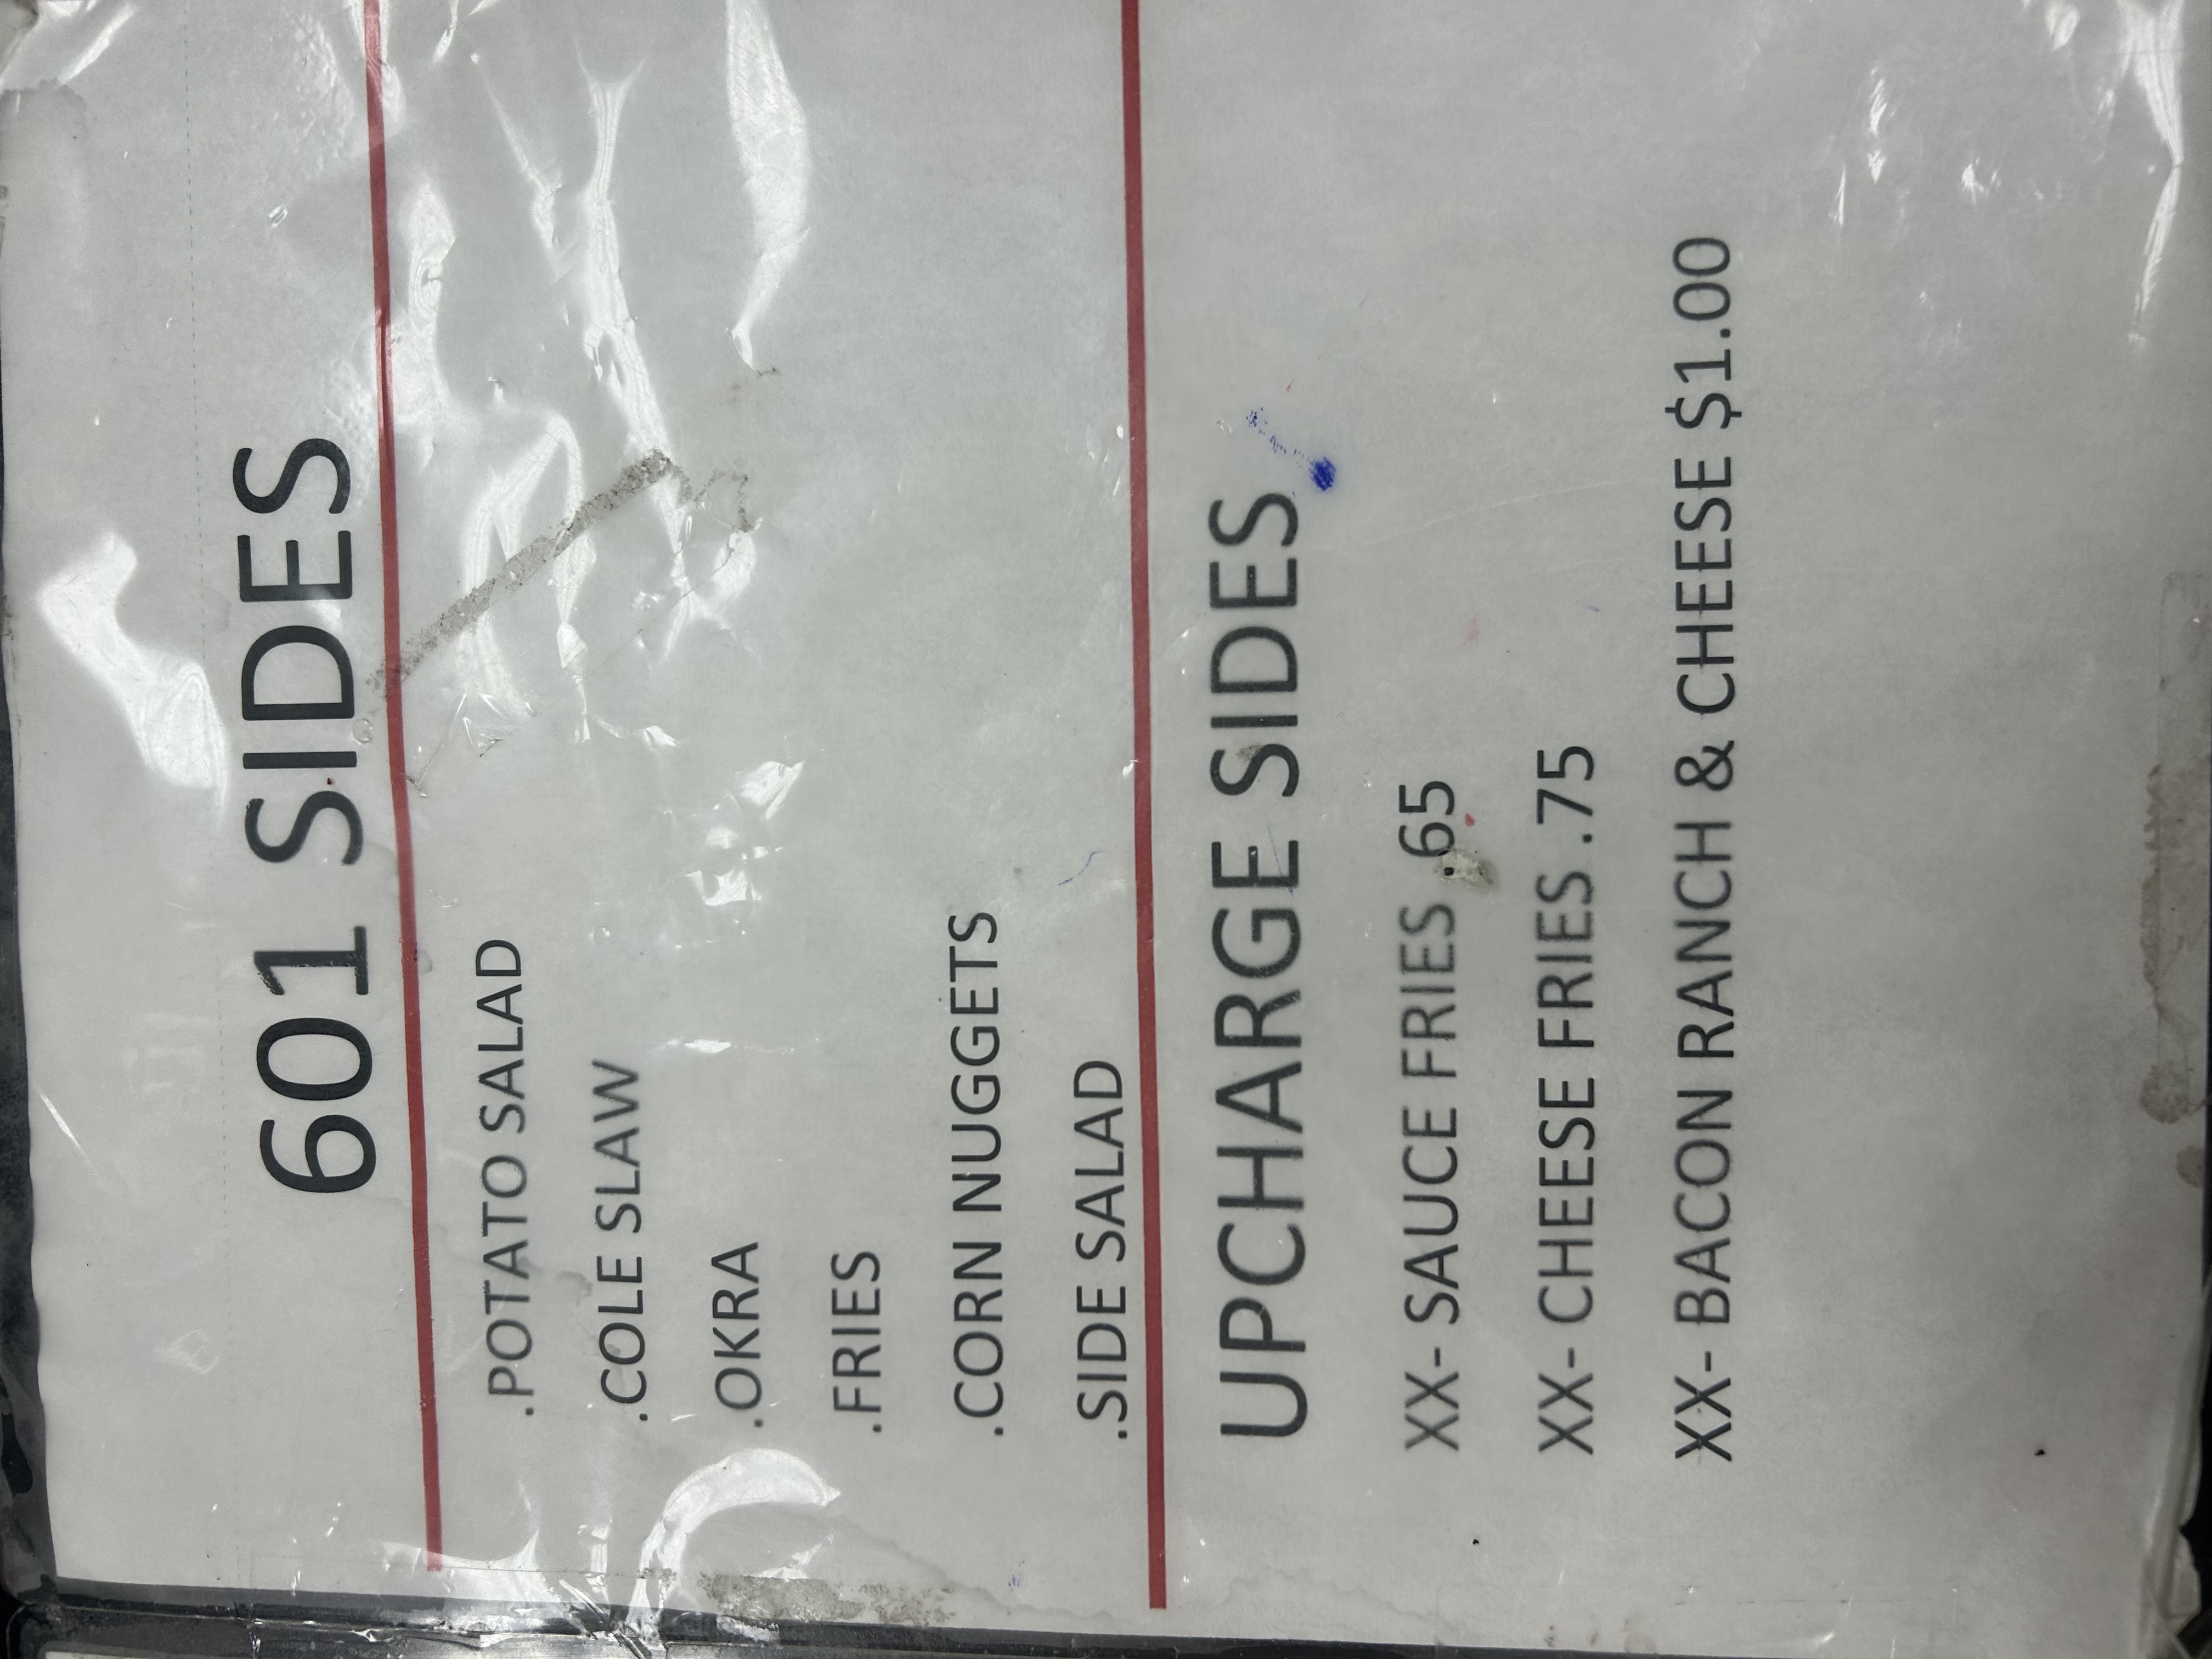 601 SIDES
.POTATO SALAD
.COLE SLAW
.OKRA
.FRIES
.CORN NUGGETS
.SIDE SALAD
UPCHARGE SIDES
XX- SAUCE FRIES .65
XX- CHEESE FRIES .75
XX- BACON RANCH & CHEESE $1.00